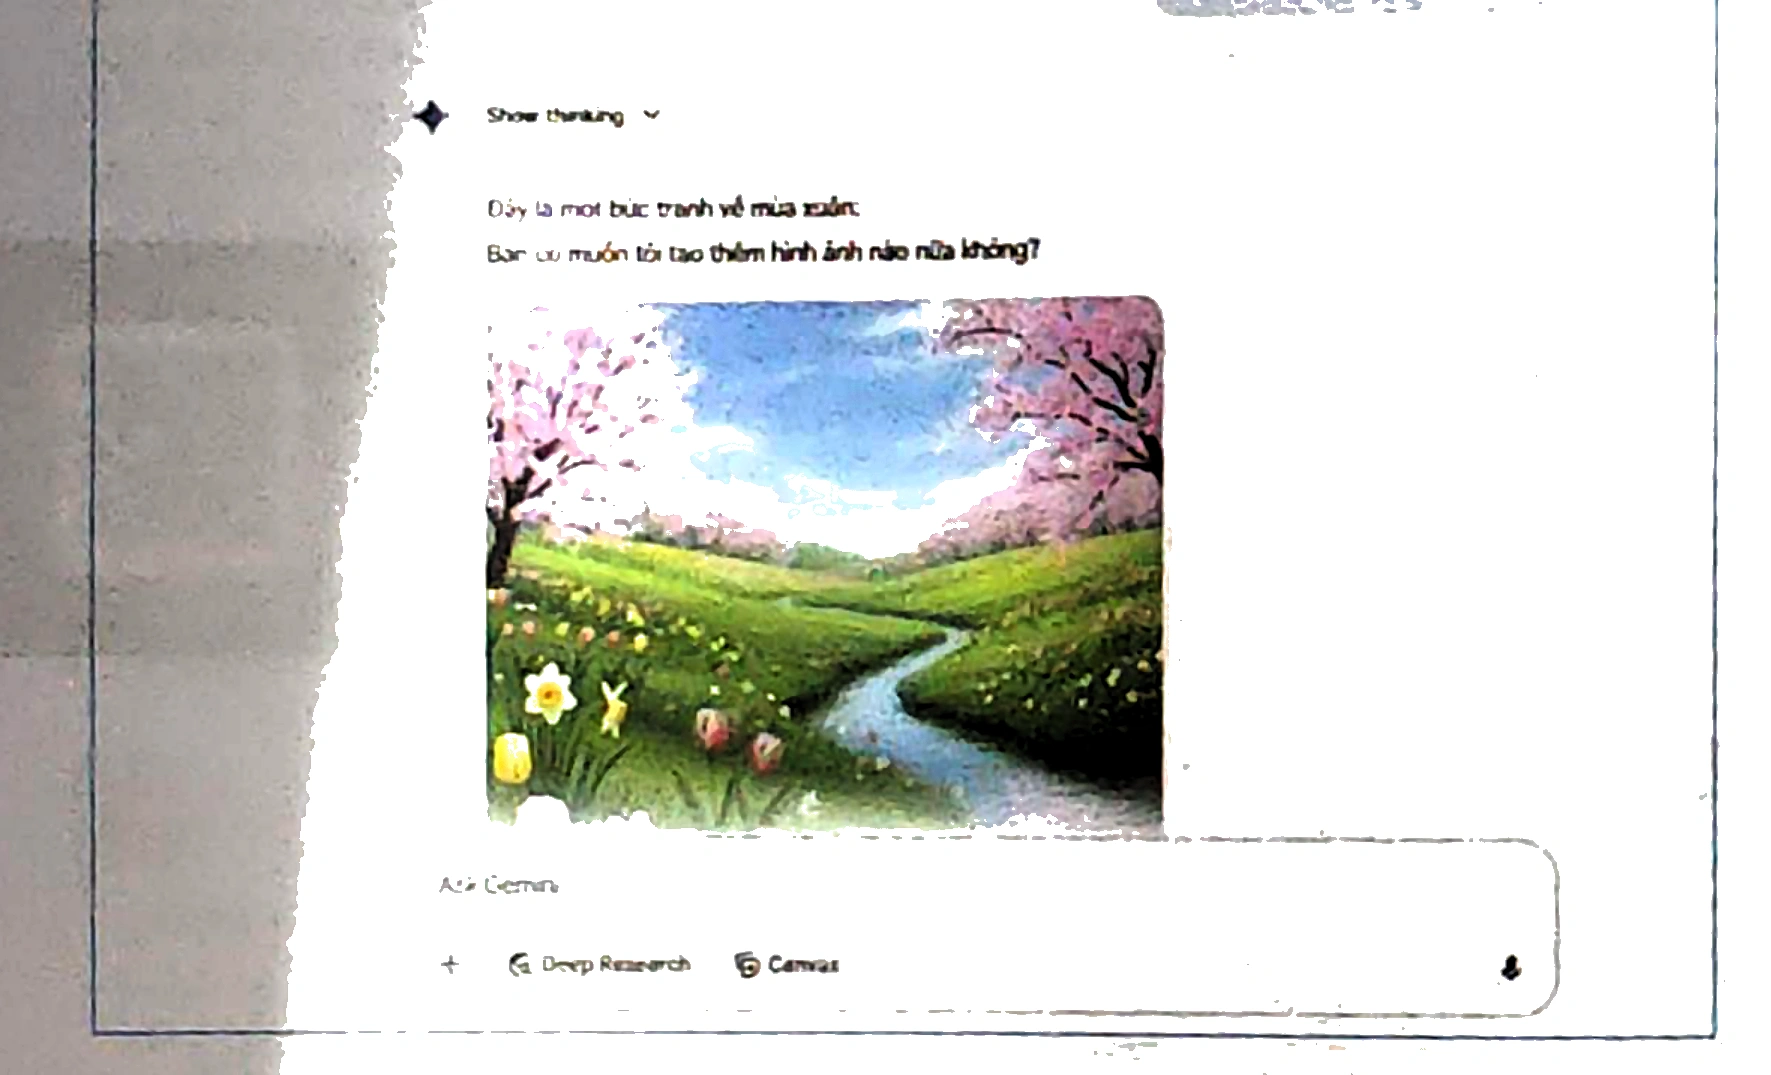 Show thinking
Đây là một bức tranh về mùa xuân:
Bạn có muốn tôi tạo thêm hình ảnh nào nữa không?
Ask Gemini
Deep Research
Canvas